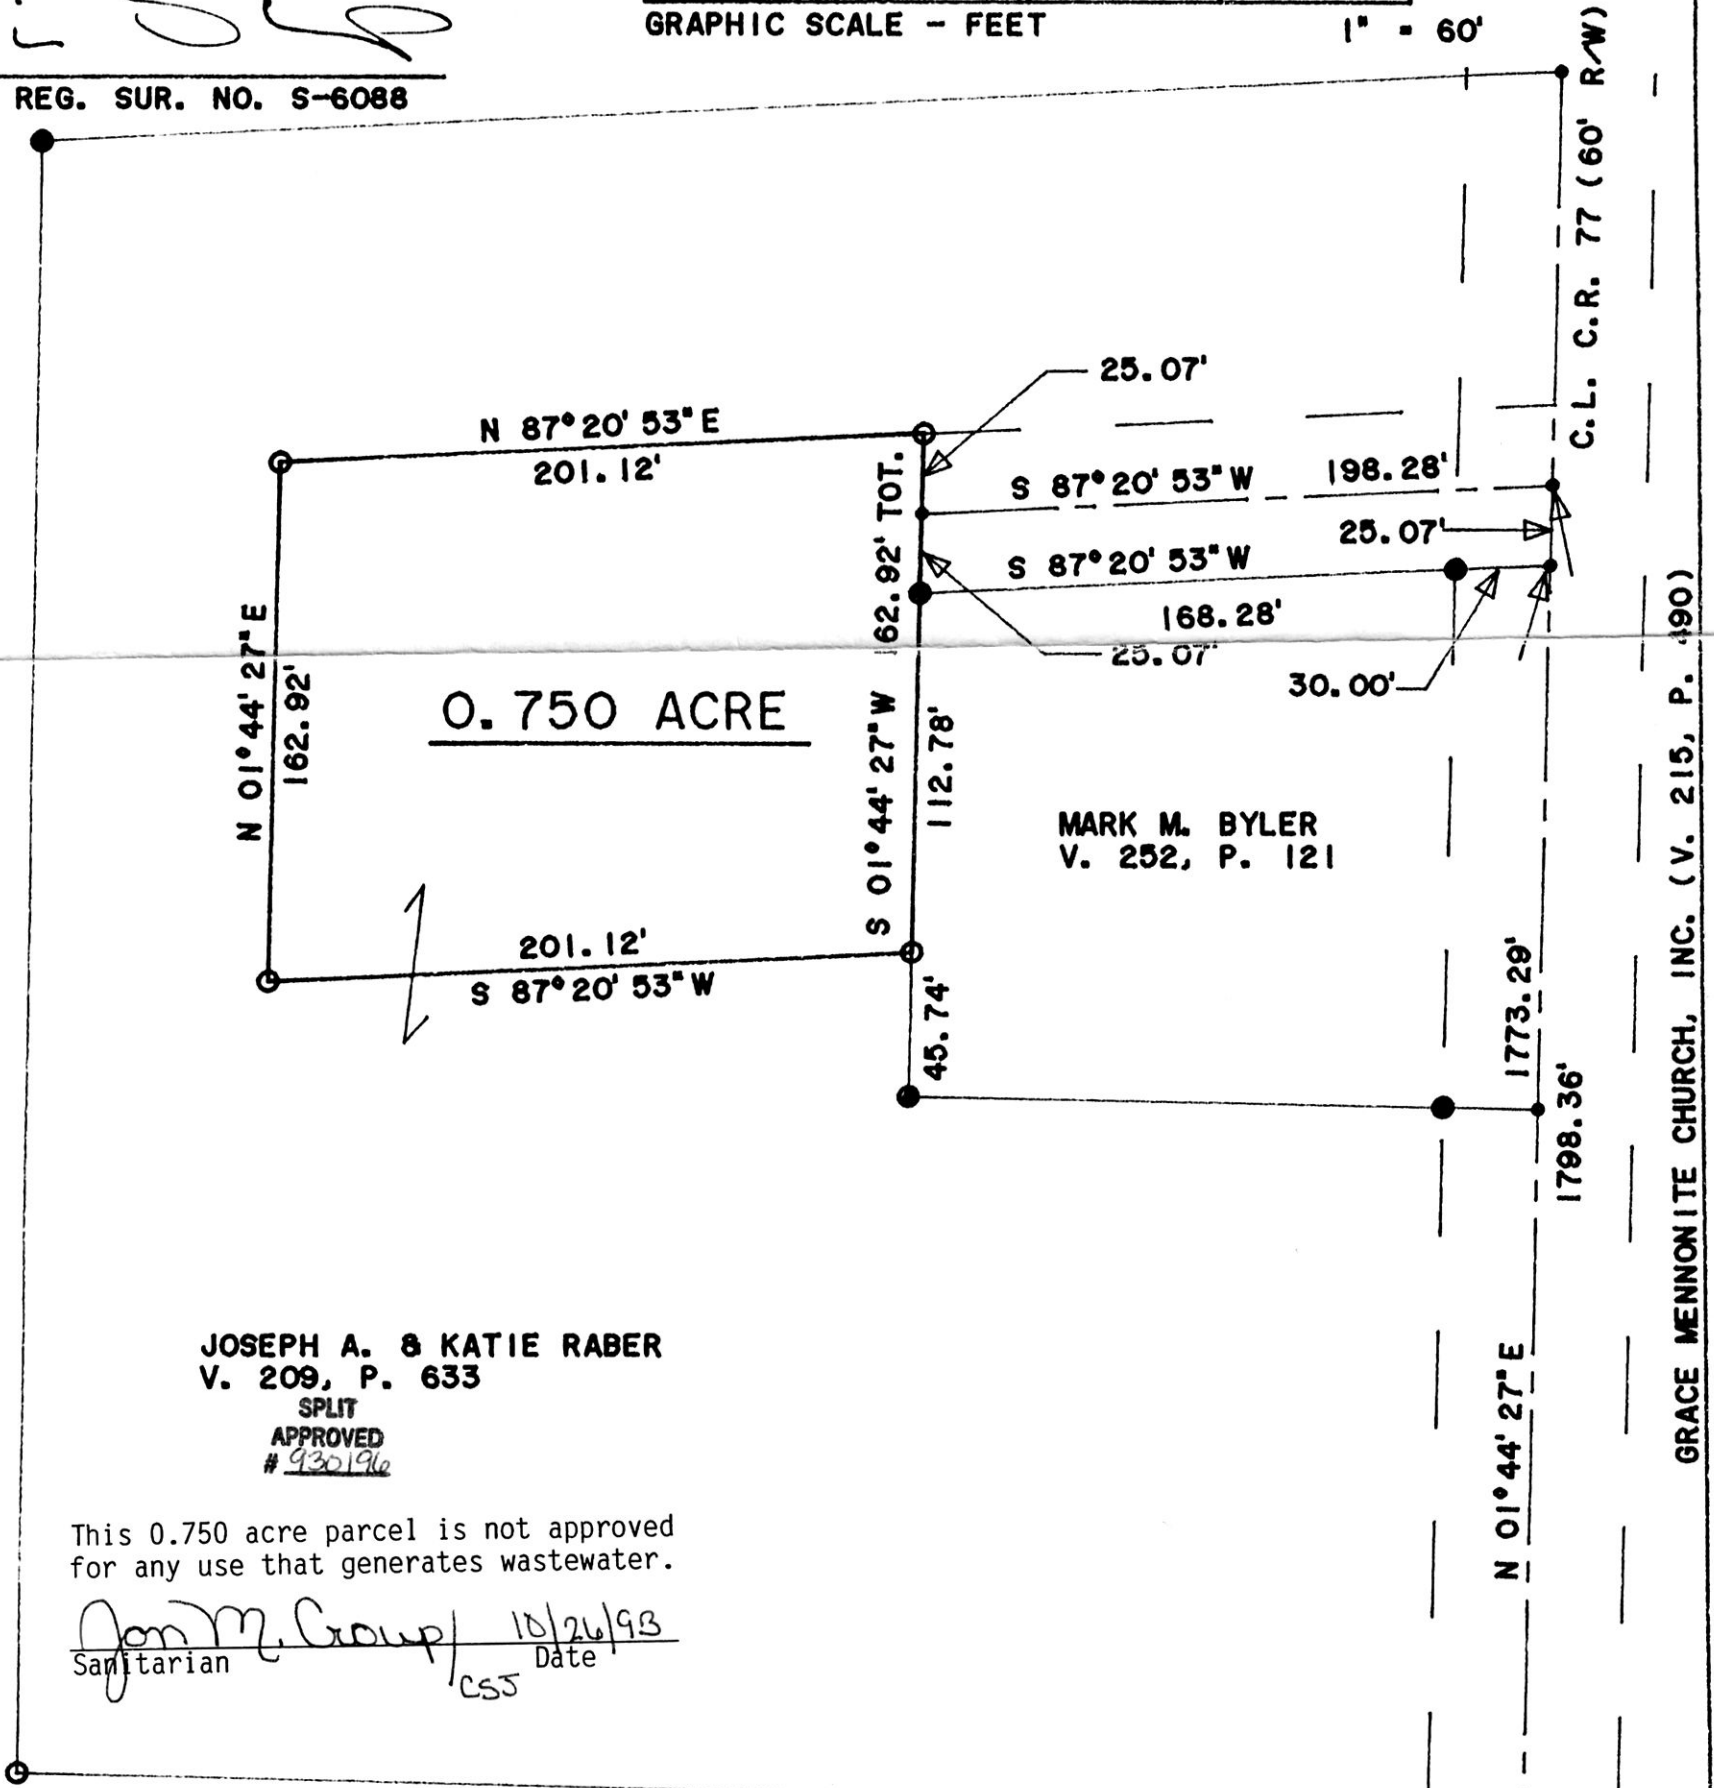 GRAPHIC SCALE - FEET
1" = 60'
REG. SUR. NO. S-6088
C.L. C.R. 77 (60' R/W)
25.07'
N 87° 20' 53" E
201.12'
S 87° 20' 53" W
198.28'
25.07'
S 87° 20' 53" W
168.28'
25.07'
30.00'
N 01° 44' 27" E
162.92'
S 01° 44' 27" W 162.92' TOT.
112.78'
0.750 ACRE
MARK M. BYLER
V. 252, P. 121
201.12'
S 87° 20' 53" W
45.74'
1773.29'
1798.36'
N 01° 44' 27" E
GRACE MENNONITE CHURCH, INC. (V. 215, P. 490)
JOSEPH A. & KATIE RABER
V. 209, P. 633
SPLIT
APPROVED
# 930196
This 0.750 acre parcel is not approved
for any use that generates wastewater.
Jon M. Croup/ 10/26/93
Sanitarian Date
CSJ